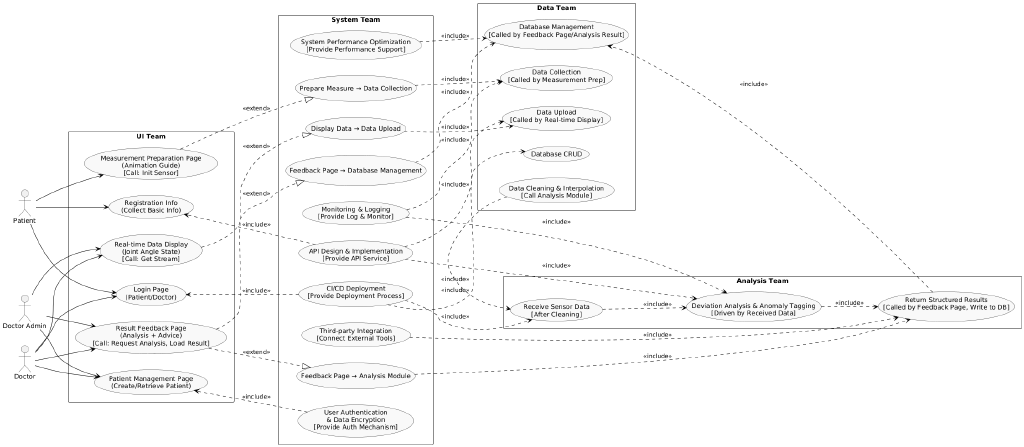 Data Team
System Team
Database Management
[Called by Feedback Page/Analysis Result]
System Performance Optimization
[Provide Performance Support]
«include»
Data Collection
[Called by Measurement Prep]
Prepare Measure → Data Collection
«include»
«include»
«include»
«extend»
Data Upload
[Called by Real-time Display]
Display Data → Data Upload
«include»
«include»
UI Team
Measurement Preparation Page
(Animation Guide)
[Call: Init Sensor]
«extend»
Database CRUD
Feedback Page → Database Management
«include»
Data Cleaning & Interpolation
[Call Analysis Module]
«extend»
Patient
Registration Info
(Collect Basic Info)
Monitoring & Logging
[Provide Log & Monitor]
«include»
«include»
Real-time Data Display
(Joint Angle State)
[Call: Get Stream]
API Design & Implementation
[Provide API Service]
«include»
«include»
Analysis Team
Login Page
(Patient/Doctor)
CI/CD Deployment
[Provide Deployment Process]
«include»
«include»
«include»
Receive Sensor Data
[After Cleaning]
«include»
Deviation Analysis & Anomaly Tagging
[Driven by Received Data]
«include»
Return Structured Results
[Called by Feedback Page, Write to DB]
Doctor Admin
Result Feedback Page
(Analysis + Advice)
[Call: Request Analysis, Load Result]
Third-party Integration
[Connect External Tools]
«include»
«extend»
«include»
Doctor
Patient Management Page
(Create/Retrieve Patient)
Feedback Page → Analysis Module
«include»
User Authentication
& Data Encryption
[Provide Auth Mechanism]